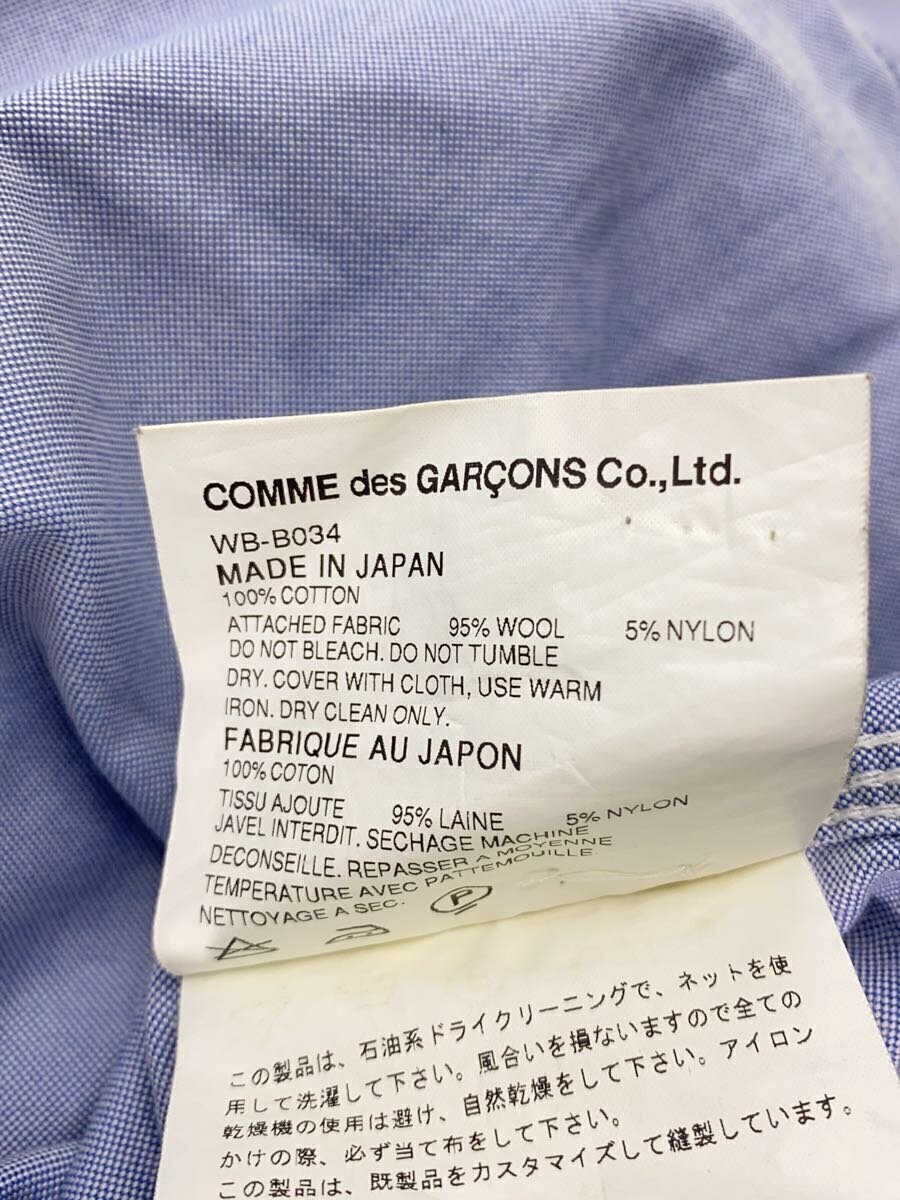 COMME des GARÇONS Co.,Ltd.
WB-B034
MADE IN JAPAN
100% COTTON
ATTACHED FABRIC 95% WOOL 5% NYLON
DO NOT BLEACH. DO NOT TUMBLE
DRY. COVER WITH CLOTH, USE WARM
IRON. DRY CLEAN ONLY.
FABRIQUE AU JAPON
100% COTON
TISSU AJOUTE 95% LAINE 5% NYLON
JAVEL INTERDIT. SECHAGE MACHINE
DECONSEILLE. REPASSER A MOYENNE
TEMPERATURE AVEC PATTEMOUILLE.
NETTOYAGE A SEC.
P
この製品は、石油系ドライクリーニングで、ネットを使
用して洗濯して下さい。風合いを損ないますので全ての
乾燥機の使用は避け、自然乾燥をして下さい。アイロン
かけの際、必ず当て布をして下さい。
この製品は、既製品をカスタマイズして縫製しています。